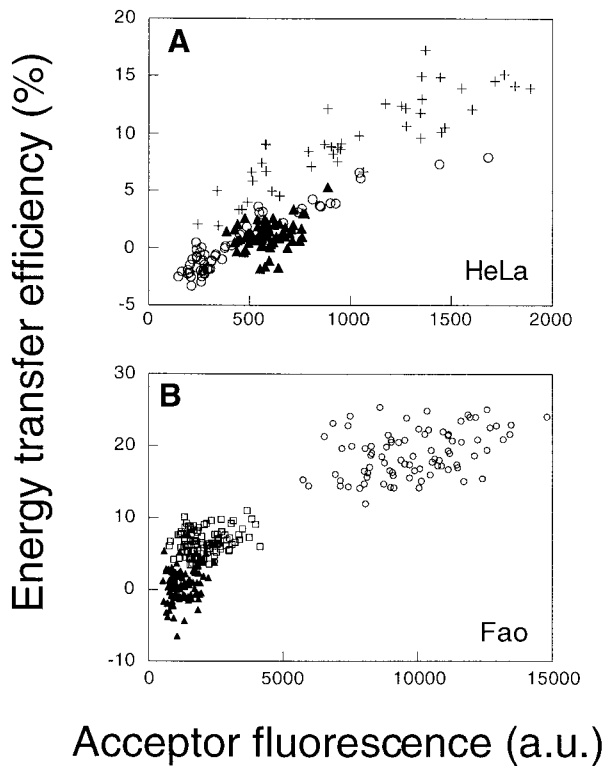 Energy transfer efficiency (%)
A
20
15
10
5
0
-5
HeLa
0 500 1000 1500 2000
B
30
20
10
0
-10
Fao
0 5000 10000 15000
Acceptor fluorescence (a.u.)